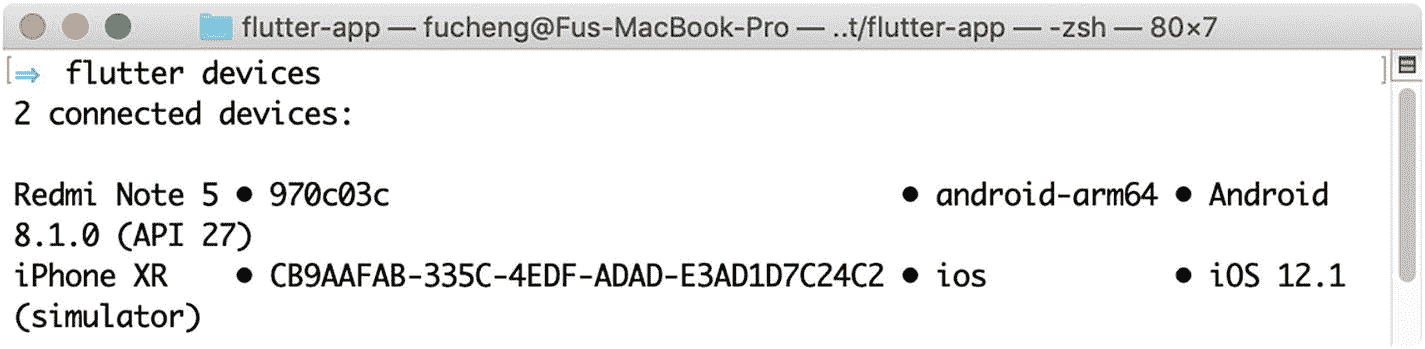 flutter-app — fucheng@Fus-MacBook-Pro — ..t/flutter-app — -zsh — 80×7
[⇒ flutter devices ]
2 connected devices:
Redmi Note 5 • 970c03c • android-arm64 • Android
8.1.0 (API 27)
iPhone XR • CB9AAFAB-335C-4EDF-ADAD-E3AD1D7C24C2 • ios • iOS 12.1
(simulator)